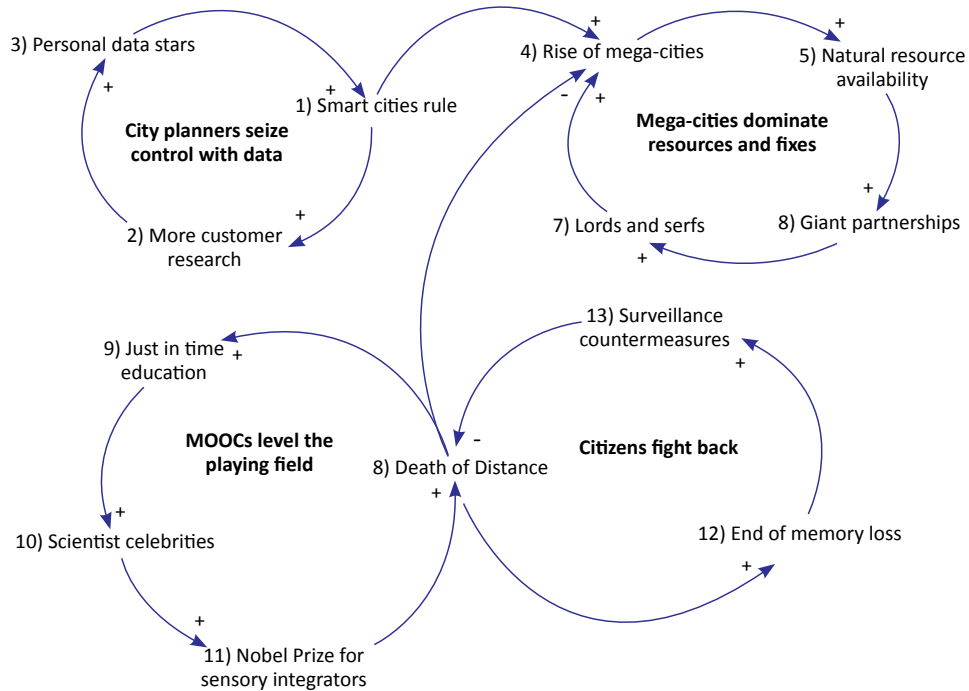 3) Personal data stars
+
+
1) Smart cities rule
City planners seize
control with data
+
2) More customer
research
+
4) Rise of mega-cities
-
+
+
5) Natural resource
availability
Mega-cities dominate
resources and fixes
+
8) Giant partnerships
7) Lords and serfs
+
13) Surveillance
countermeasures
+
9) Just in time
education
+
MOOCs level the
playing field
-
8) Death of Distance
+
Citizens fight back
+
10) Scientist celebrities
12) End of memory loss
+
+
11) Nobel Prize for
sensory integrators